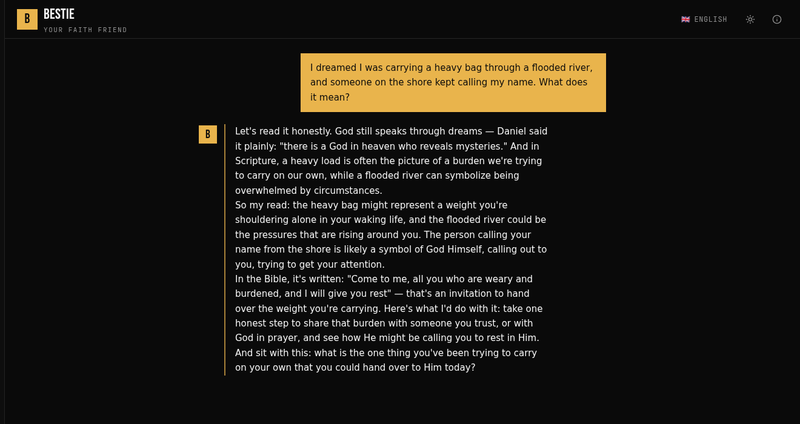 B
BESTIE
YOUR FAITH FRIEND
ENGLISH
I dreamed I was carrying a heavy bag through a flooded river,
and someone on the shore kept calling my name. What does
it mean?
B
Let's read it honestly. God still speaks through dreams — Daniel said
it plainly: "there is a God in heaven who reveals mysteries." And in
Scripture, a heavy load is often the picture of a burden we're trying
to carry on our own, while a flooded river can symbolize being
overwhelmed by circumstances.
So my read: the heavy bag might represent a weight you're
shouldering alone in your waking life, and the flooded river could be
the pressures that are rising around you. The person calling your
name from the shore is likely a symbol of God Himself, calling out to
you, trying to get your attention.
In the Bible, it's written: "Come to me, all you who are weary and
burdened, and I will give you rest" — that's an invitation to hand
over the weight you're carrying. Here's what I'd do with it: take one
honest step to share that burden with someone you trust, or with
God in prayer, and see how He might be calling you to rest in Him.
And sit with this: what is the one thing you've been trying to carry
on your own that you could hand over to Him today?